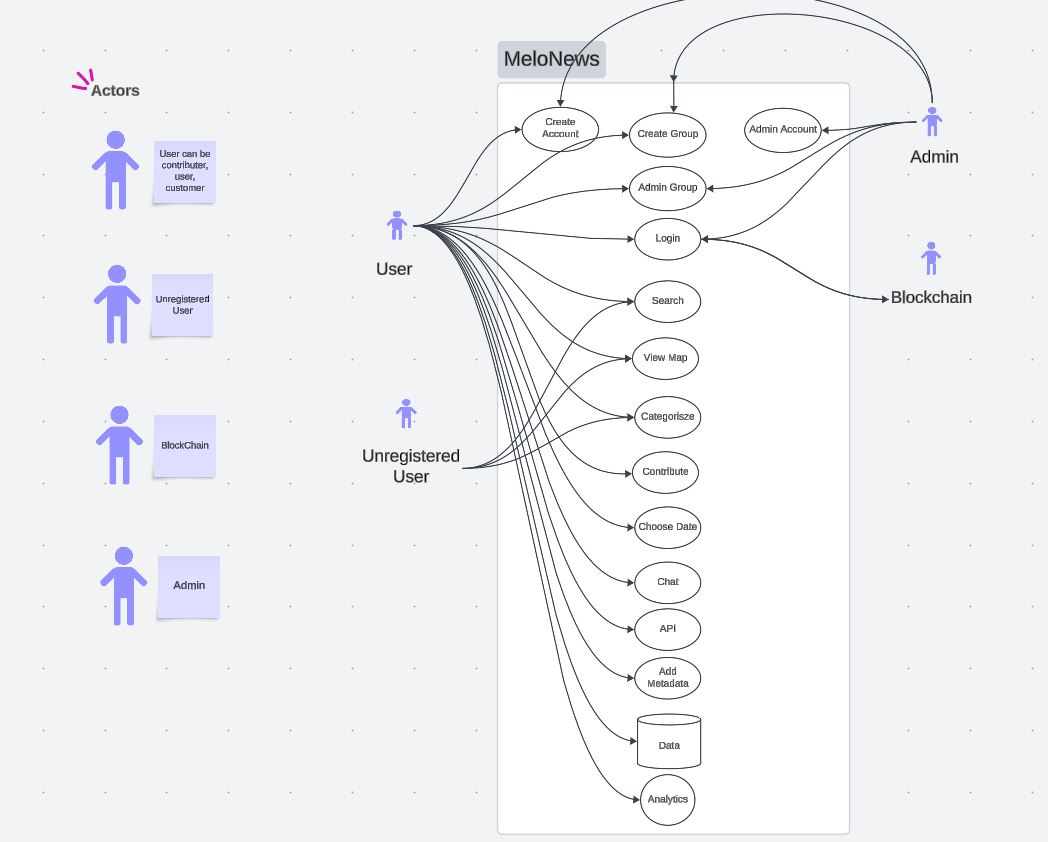 MeloNews
Actors
User can be
contributer,
user,
customer
Unregistered
User
BlockChain
Admin
User
Unregistered
User
Create
Account
Create Group
Admin Account
Admin Group
Login
Search
View Map
Categorisze
Contribute
Choose Date
Chat
API
Add
Metadata
Data
Analytics
Admin
Blockchain